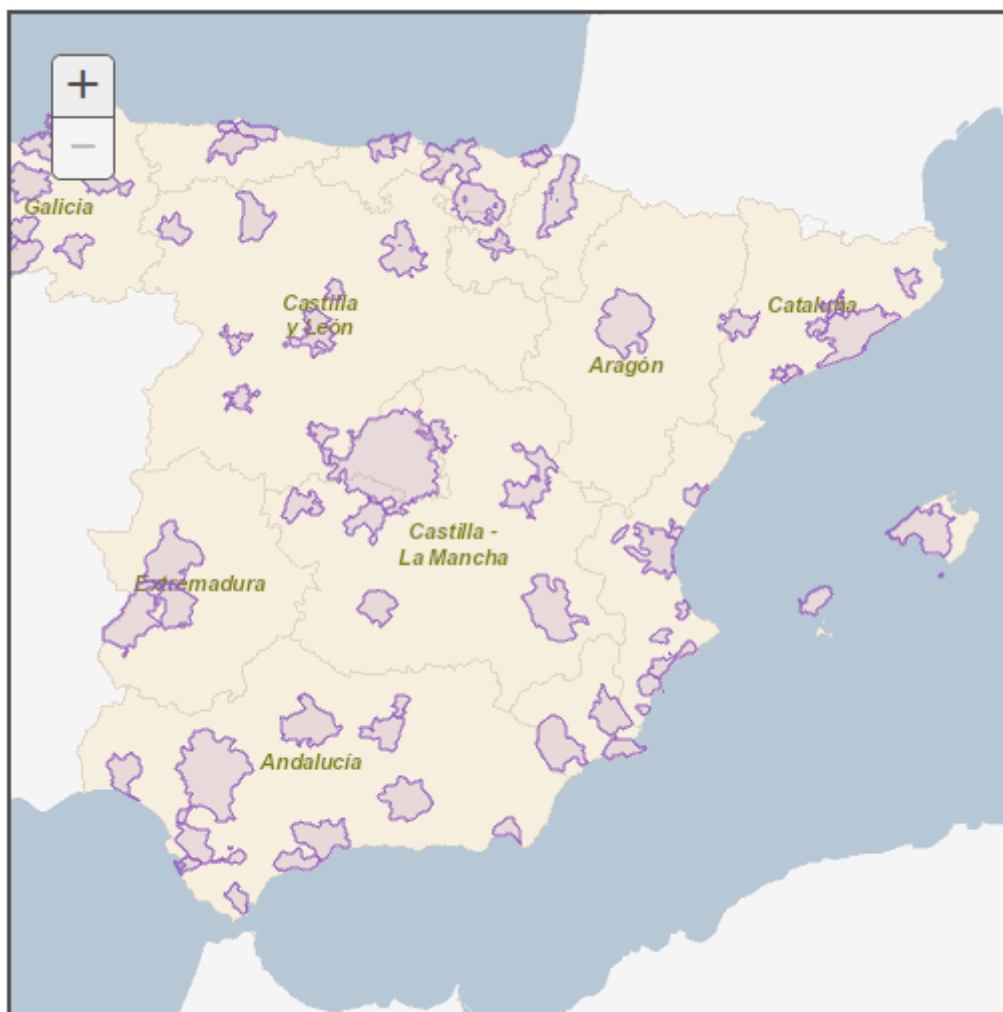 +
−
Galicia
Castilla
y León
Cataluña
Aragón
Castilla -
La Mancha
Extremadura
Andalucía